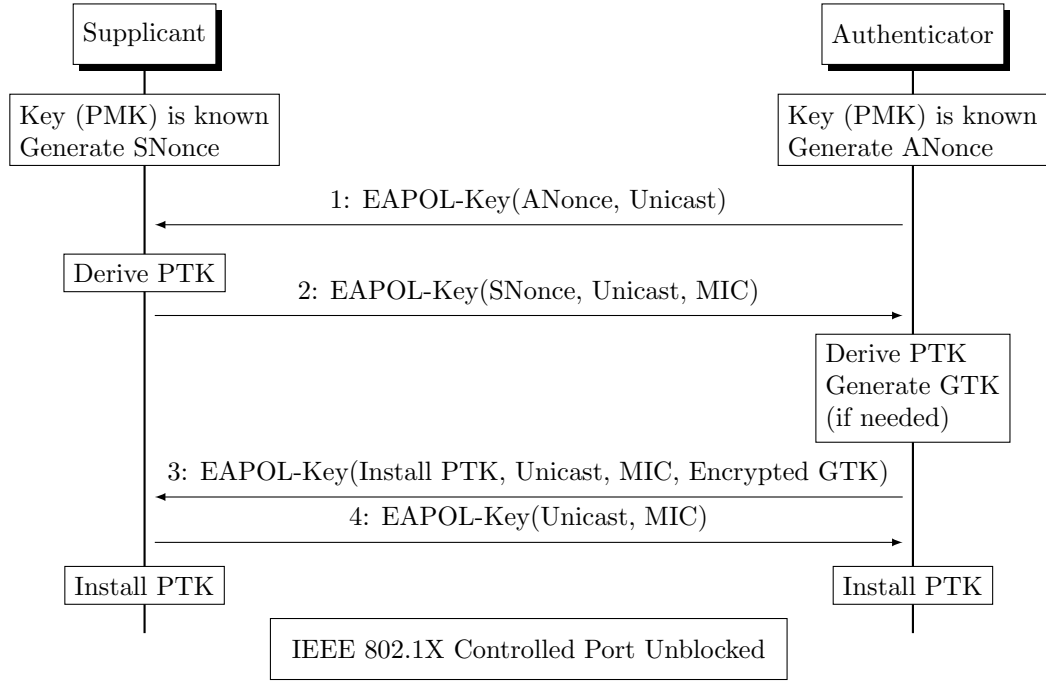 Supplicant
Authenticator
Key (PMK) is known
Generate SNonce
Key (PMK) is known
Generate ANonce
1: EAPOL-Key(ANonce, Unicast)
Derive PTK
2: EAPOL-Key(SNonce, Unicast, MIC)
Derive PTK
Generate GTK
(if needed)
3: EAPOL-Key(Install PTK, Unicast, MIC, Encrypted GTK)
4: EAPOL-Key(Unicast, MIC)
Install PTK
Install PTK
IEEE 802.1X Controlled Port Unblocked